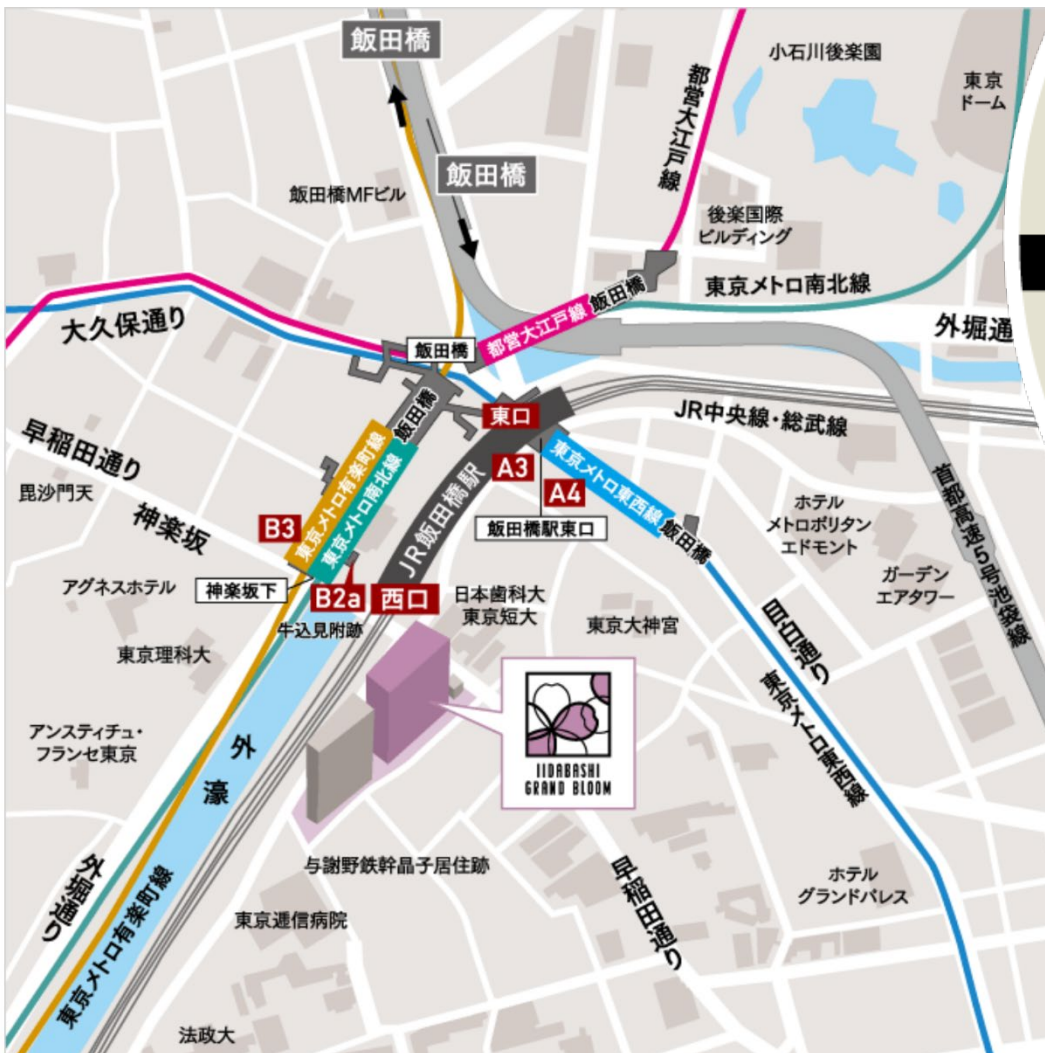 飯田橋
小石川後楽園
東京
ドーム
都営大江戸線
飯田橋
飯田橋MFビル
後楽国際
ビルディング
飯田橋
東京メトロ南北線
大久保通り
外堀通
都営大江戸線
飯田橋
東口
JR中央線・総武線
飯田橋
早稲田通り
毘沙門天
神楽坂
東京メトロ有楽町線
東京メトロ南北線
JR飯田橋駅
A3
A4
東京メトロ東西線
飯田橋
飯田橋駅東口
首都高速5号池袋線
ホテル
メトロポリタン
エドモント
B3
アグネスホテル
神楽坂下
B2a
西口
日本歯科大
東京短大
ガーデン
エアタワー
牛込見附跡
東京大神宮
目白通り
東京理科大
東京メトロ東西線
アンスティチュ・
フランセ東京
外濠
IIDABASHI
GRAND BLOOM
外堀通り
東京メトロ有楽町線
与謝野鉄幹晶子居住跡
早稲田通り
ホテル
グランドパレス
東京逓信病院
法政大